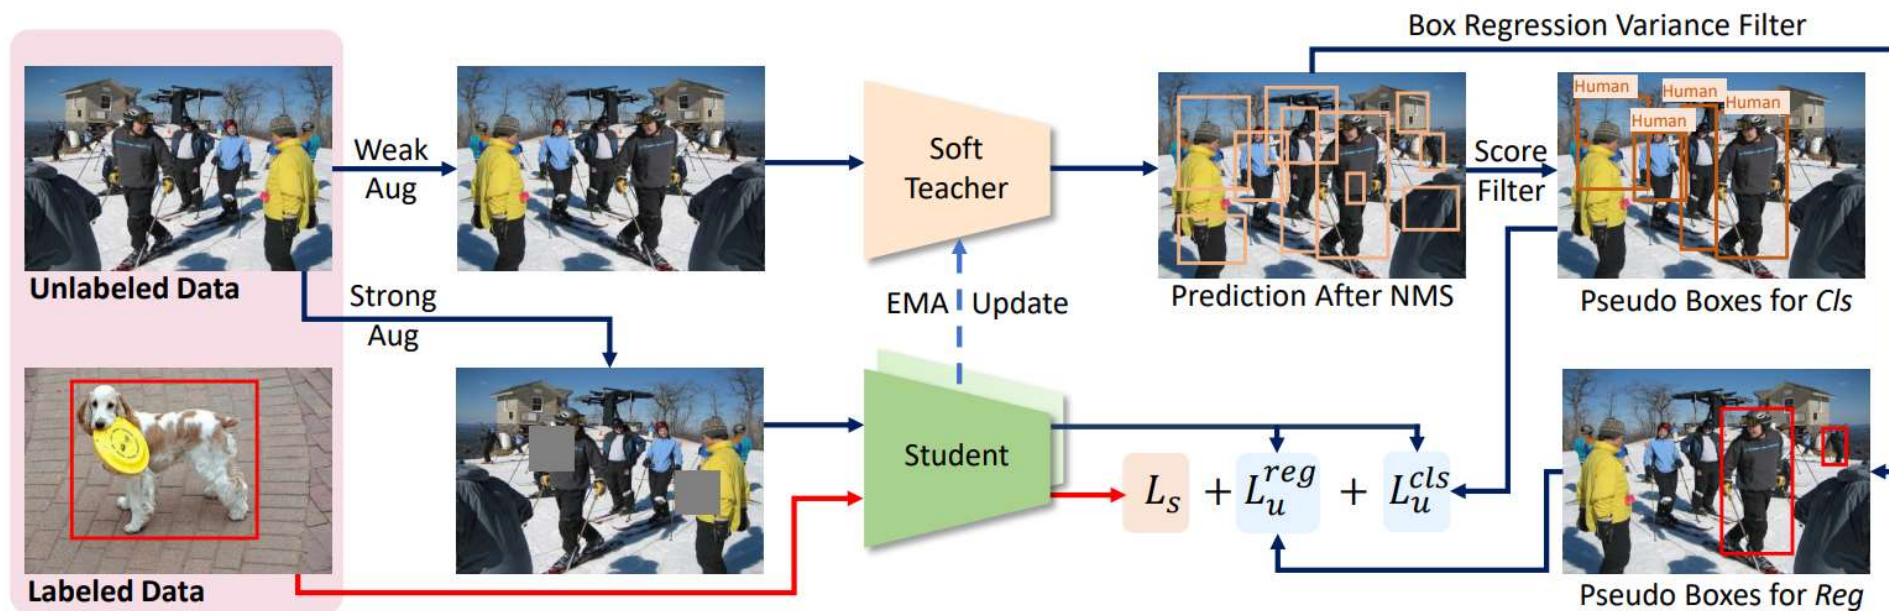 Box Regression Variance Filter
Weak
Aug
Soft
Teacher
Score
Filter
Human
Human
Human
Human
Unlabeled Data
Strong
Aug
EMA Update
Prediction After NMS
Pseudo Boxes for Cls
Student
L_s + L_u^{reg} + L_u^{cls}
Labeled Data
Pseudo Boxes for Reg